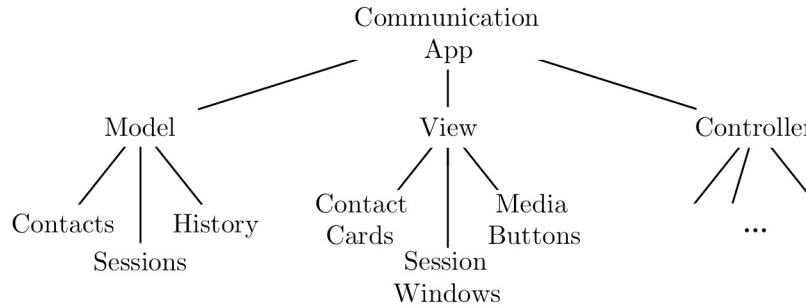 Communication
App
Model
View
Controller
Contacts
History
Sessions
Contact
Cards
Media
Buttons
Session
Windows
...